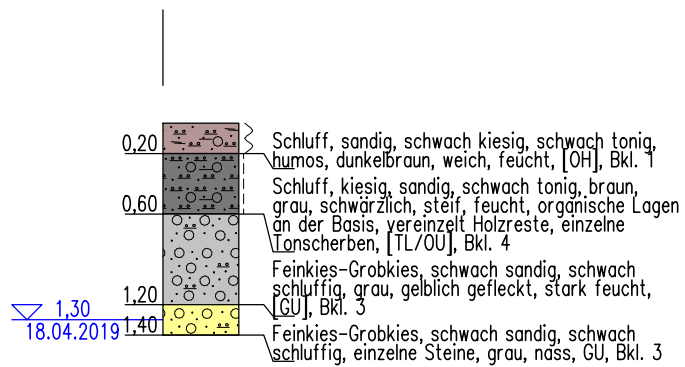 0,20
Schluff, sandig, schwach kiesig, schwach tonig,
humos, dunkelbraun, weich, feucht, [OH], Bkl. 1
0,60
Schluff, kiesig, sandig, schwach tonig, braun,
grau, schwärzlich, steif, feucht, organische Lagen
an der Basis, vereinzelt Holzreste, einzelne
Tonscherben, [TL/OU], Bkl. 4
1,20
Feinkies-Grobkies, schwach sandig, schwach
schluffig, grau, gelblich gefleckt, stark feucht,
[GU], Bkl. 3
1,30
18.04.2019
1,40
Feinkies-Grobkies, schwach sandig, schwach
schluffig, einzelne Steine, grau, nass, GU, Bkl. 3